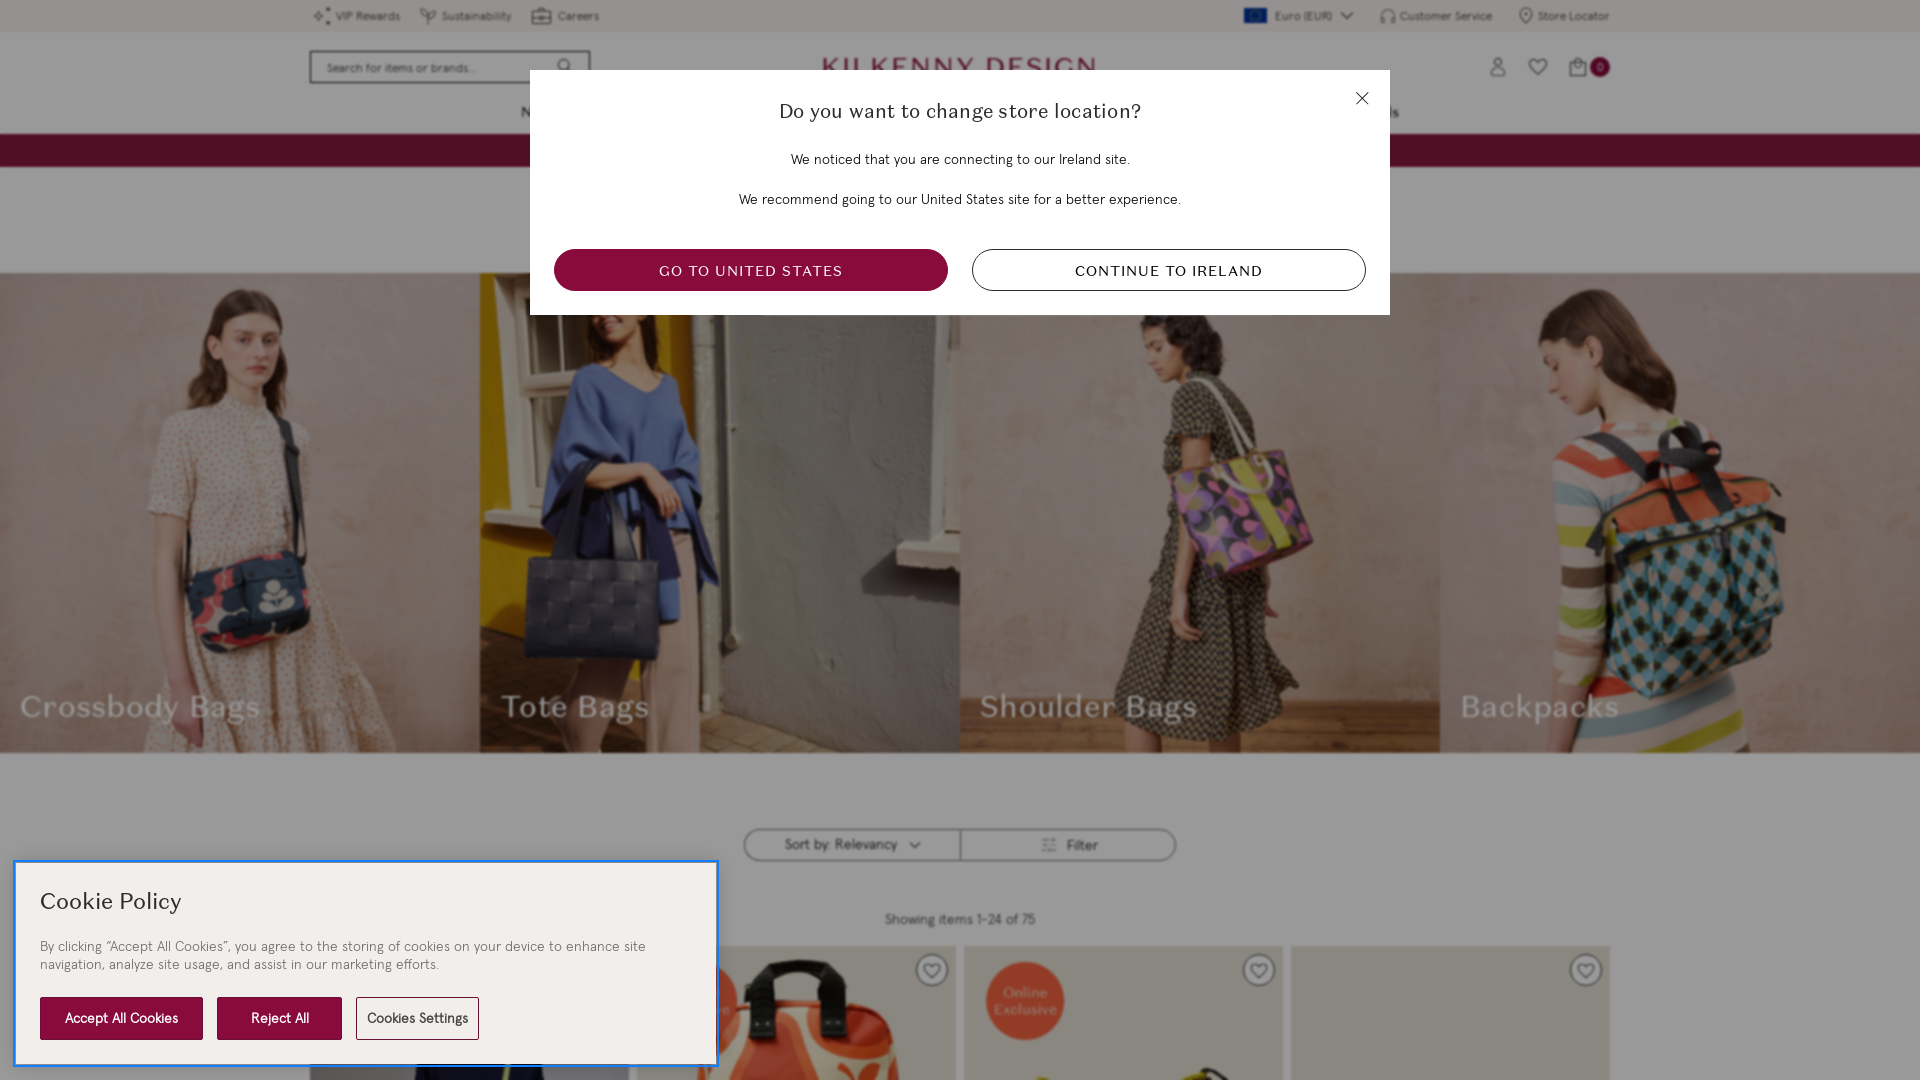 VIP Rewards
Sustainability
Careers
Euro (EUR)
Customer Service
Store Locator
Search for items or brands...
KILKENNY DESIGN
0
Do you want to change store location?
We noticed that you are connecting to our Ireland site.
We recommend going to our United States site for a better experience.
GO TO UNITED STATES
CONTINUE TO IRELAND
Crossbody Bags
Tote Bags
Shoulder Bags
Backpacks
Sort by: Relevancy
Filter
Showing items 1-24 of 75
Online
Exclusive
Cookie Policy
By clicking “Accept All Cookies”, you agree to the storing of cookies on your device to enhance site
navigation, analyze site usage, and assist in our marketing efforts.
Accept All Cookies
Reject All
Cookies Settings